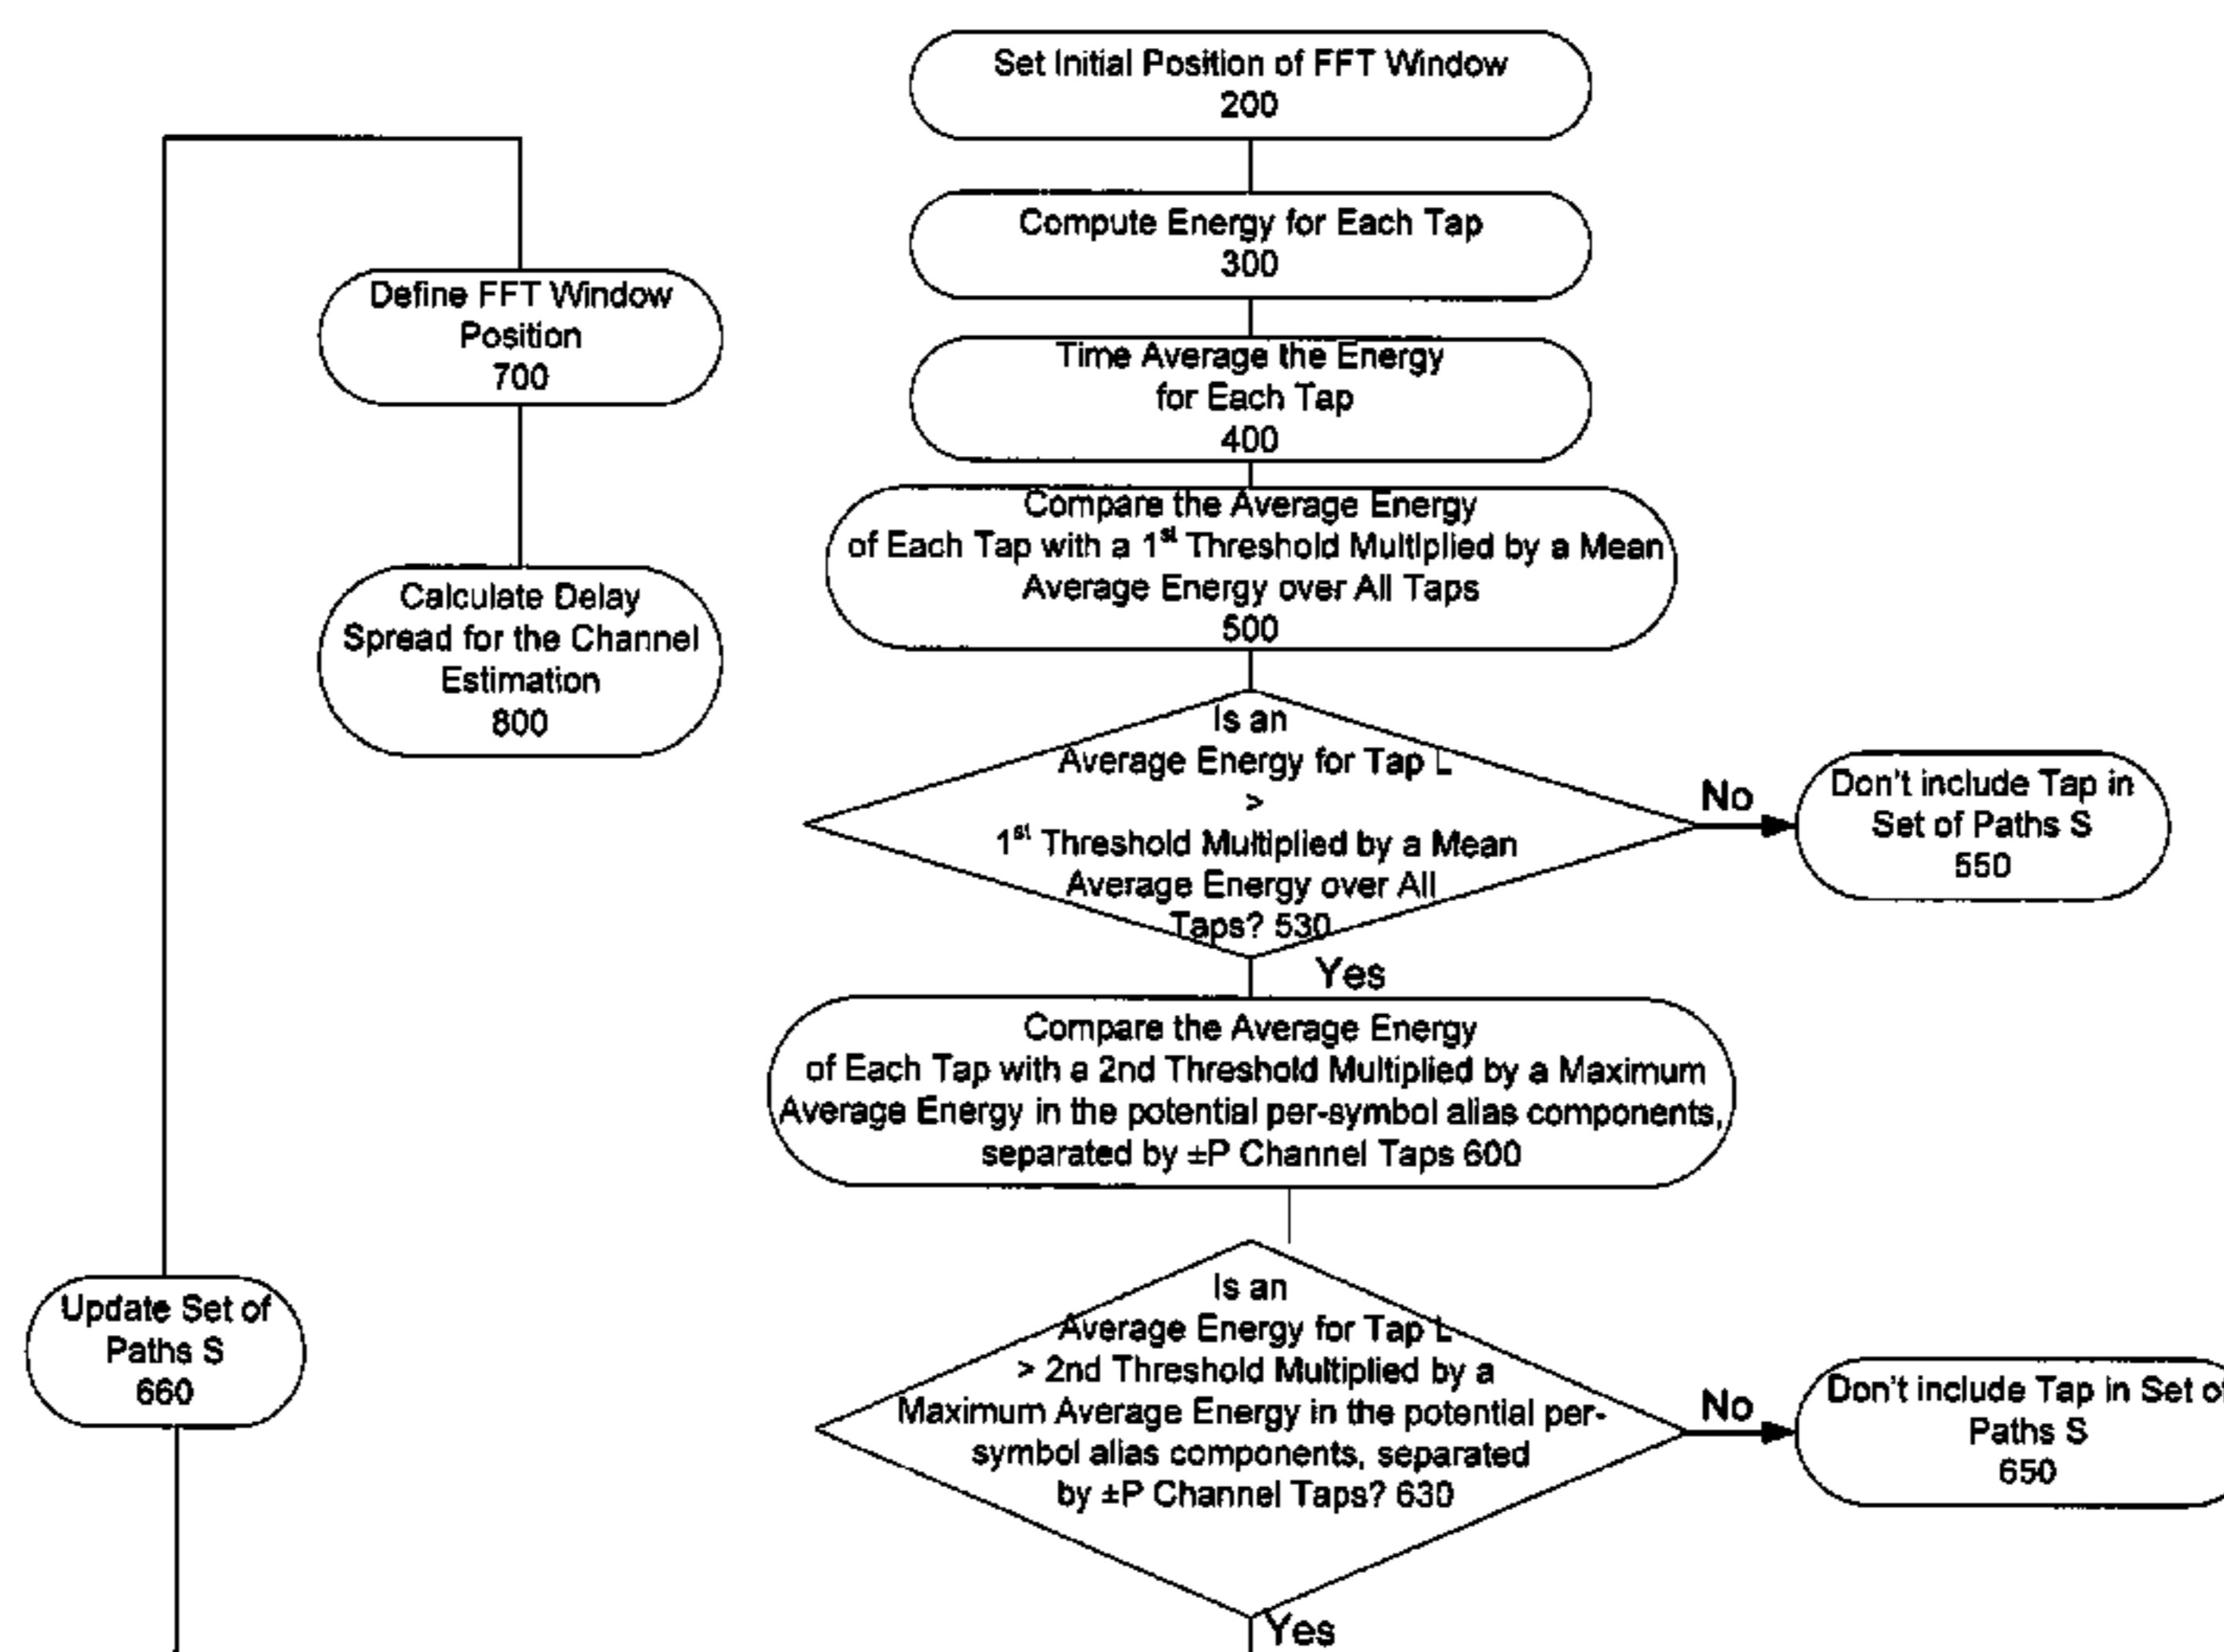 Set Initial Position of FFT Window
200
Compute Energy for Each Tap
300
Time Average the Energy
for Each Tap
400
Compare the Average Energy
of Each Tap with a 1st Threshold Multiplied by a Mean
Average Energy over All Taps
500
Is an
Average Energy for Tap L
>
1st Threshold Multiplied by a Mean
Average Energy over All
Taps? 530
No
Don't include Tap in
Set of Paths S
550
Yes
Compare the Average Energy
of Each Tap with a 2nd Threshold Multiplied by a Maximum
Average Energy in the potential per-symbol alias components,
separated by ±P Channel Taps 600
Is an
Average Energy for Tap L
> 2nd Threshold Multiplied by a
Maximum Average Energy in the potential per-
symbol alias components, separated
by ±P Channel Taps? 630
No
Don't include Tap in Set of
Paths S
650
Yes
Update Set of
Paths S
660
Define FFT Window
Position
700
Calculate Delay
Spread for the Channel
Estimation
800